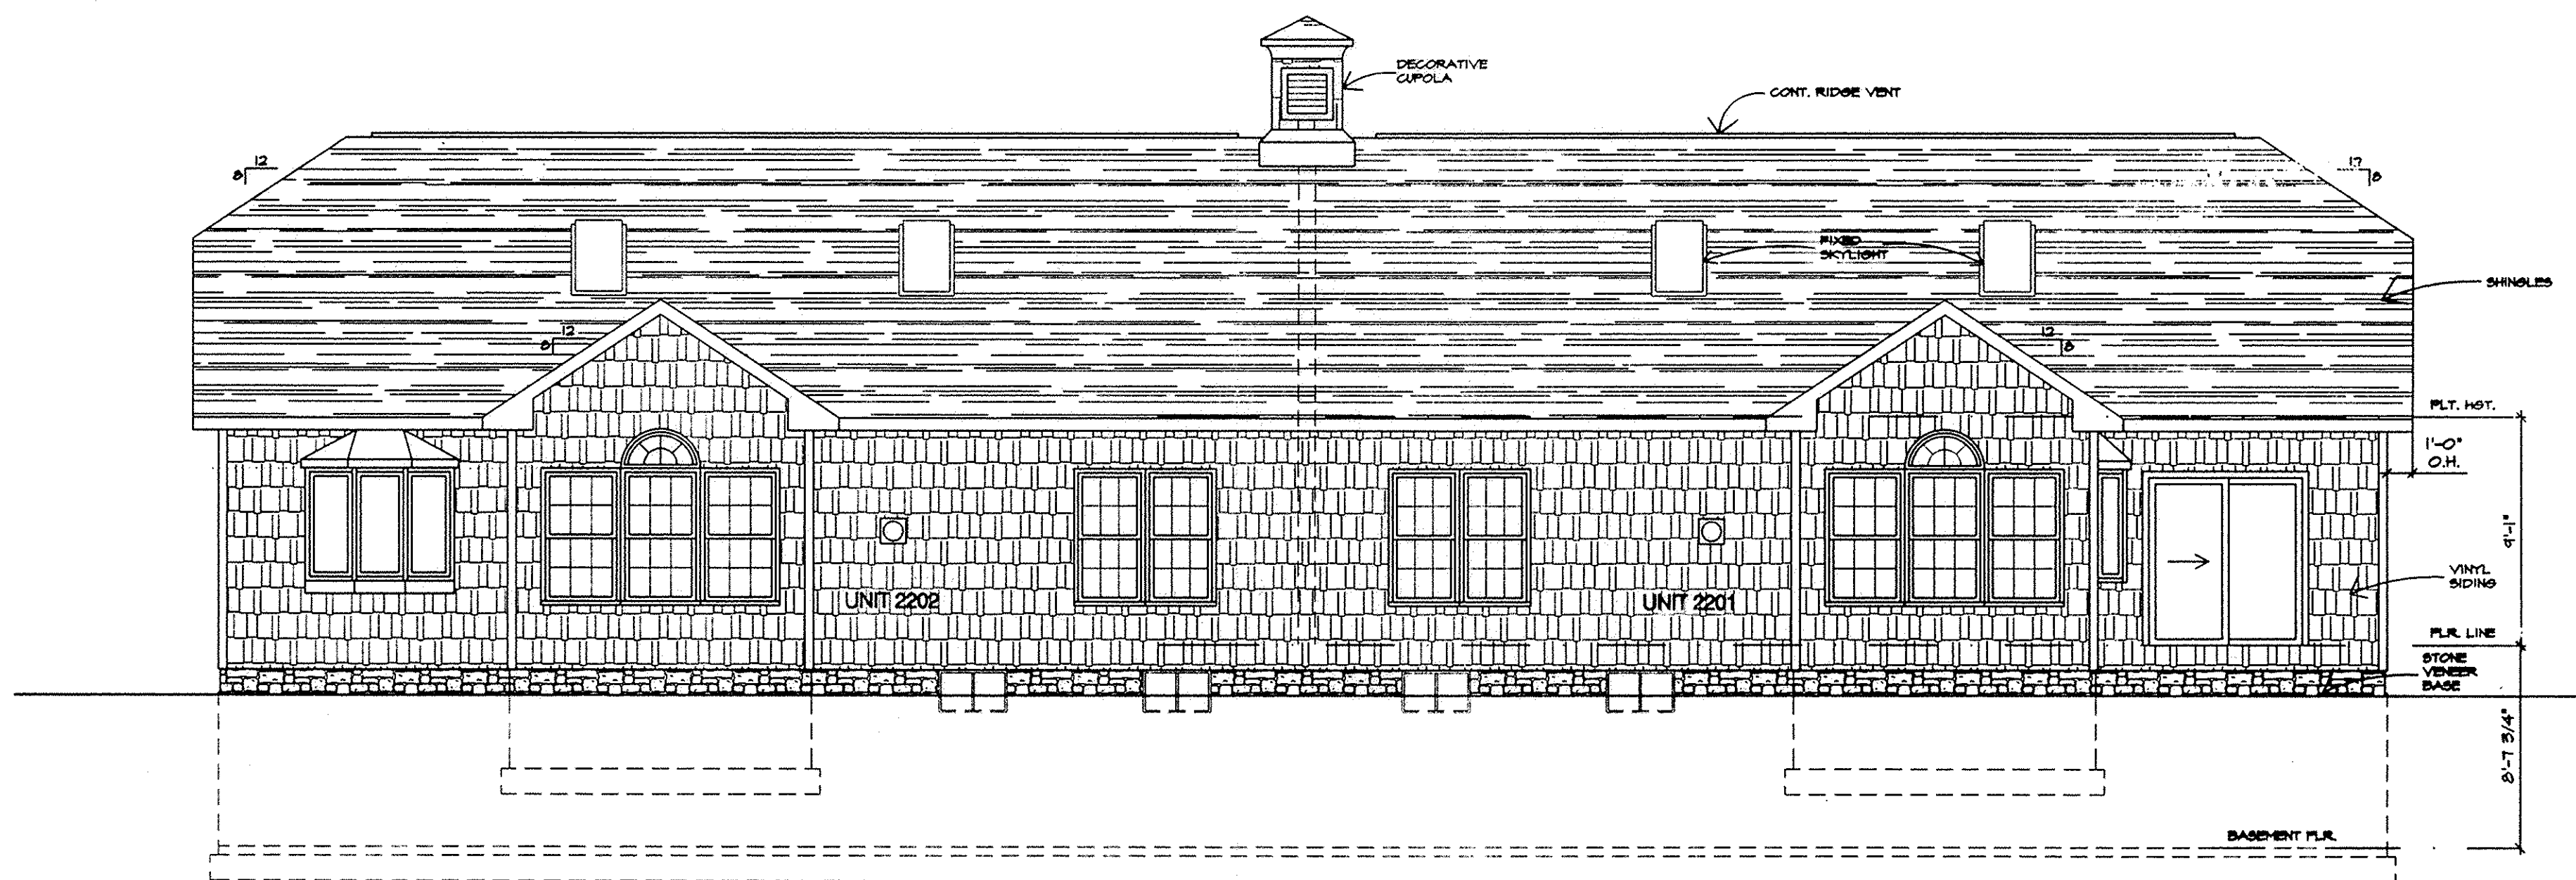 DECORATIVE
CUPOLA
CONT. RIDGE VENT
12
8
12
8
FIXED
SKYLIGHT
SHINGLES
12
8
12
8
PLT. HGT.
1'-0"
O.H.
9'-1"
VINYL
SIDING
UNIT 2202
UNIT 2201
FLR. LINE
STONE
VENEER
BASE
8'-7 3/4"
BASEMENT FLR.